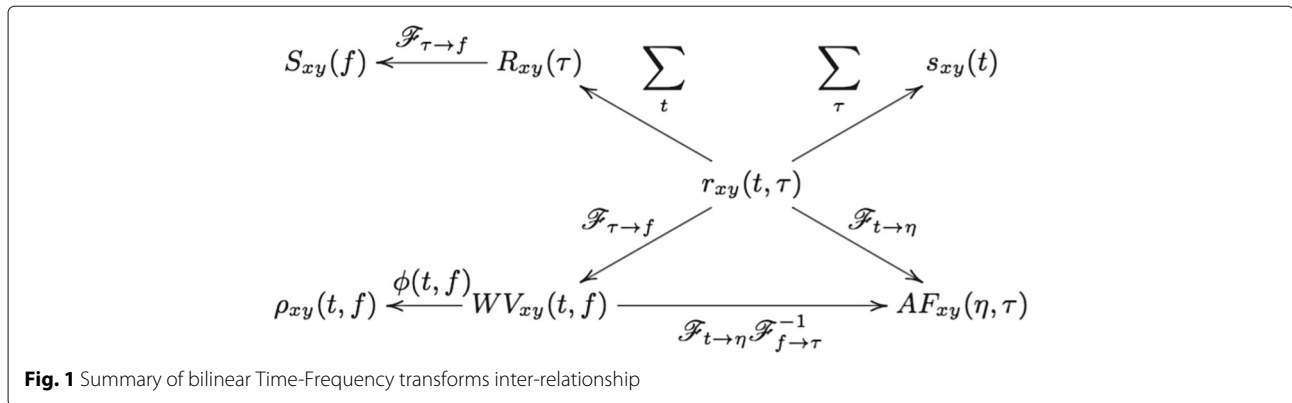 ℱ_{τ→f}
S_{xy}(f) R_{xy}(τ) ∑_t ∑_τ s_{xy}(t)
r_{xy}(t, τ)
ℱ_{τ→f} ℱ_{t→η}
ϕ(t, f)
ρ_{xy}(t, f) WV_{xy}(t, f) AF_{xy}(η, τ)
ℱ_{t→η}ℱ^{-1}_{f→τ}
Fig. 1 Summary of bilinear Time-Frequency transforms inter-relationship